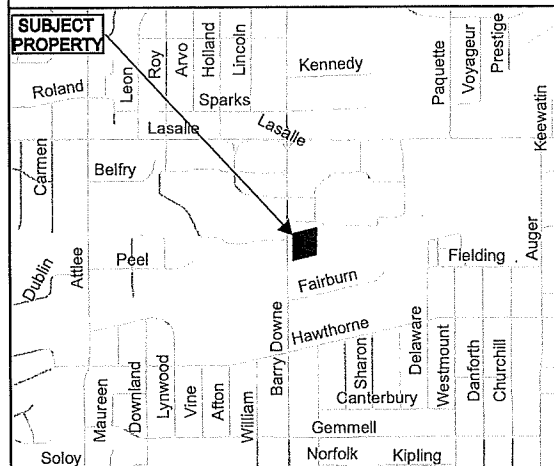 SUBJECT
PROPERTY
Roland
Leon
Roy
Arvo
Holland
Lincoln
Kennedy
Paquette
Voyageur
Prestige
Sparks
Lasalle
Lasalle
Keewatin
Carmen
Belfry
Dublin
Attlee
Peel
Fielding
Auger
Fairburn
Barry Downe
Hawthorne
Delaware
Westmount
Danforth
Churchill
Sharon
Maureen
Downland
Lynwood
Vine
Afton
William
Canterbury
Gemmell
Soloy
Norfolk
Kipling